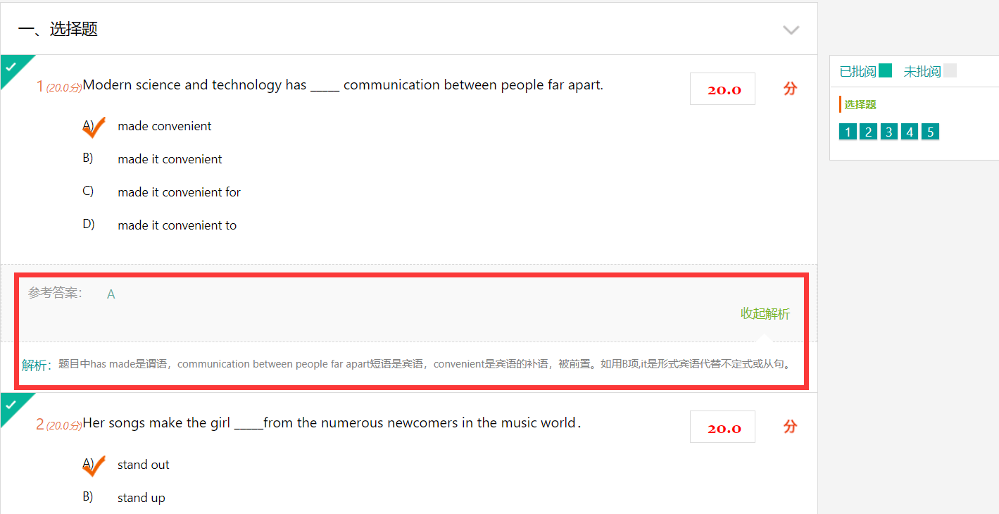 一、选择题
1 (20.0分)Modern science and technology has _____ communication between people far apart.
20.0 分
A) made convenient
B) made it convenient
C) made it convenient for
D) made it convenient to
参考答案： A
收起解析
解析：题目中has made是谓语，communication between people far apart短语是宾语，convenient是宾语的补语，被前置。如用B项,it是形式宾语代替不定式或从句。
2 (20.0分)Her songs make the girl _____from the numerous newcomers in the music world．
20.0 分
A) stand out
B) stand up
已批阅 未批阅
选择题
1 2 3 4 5